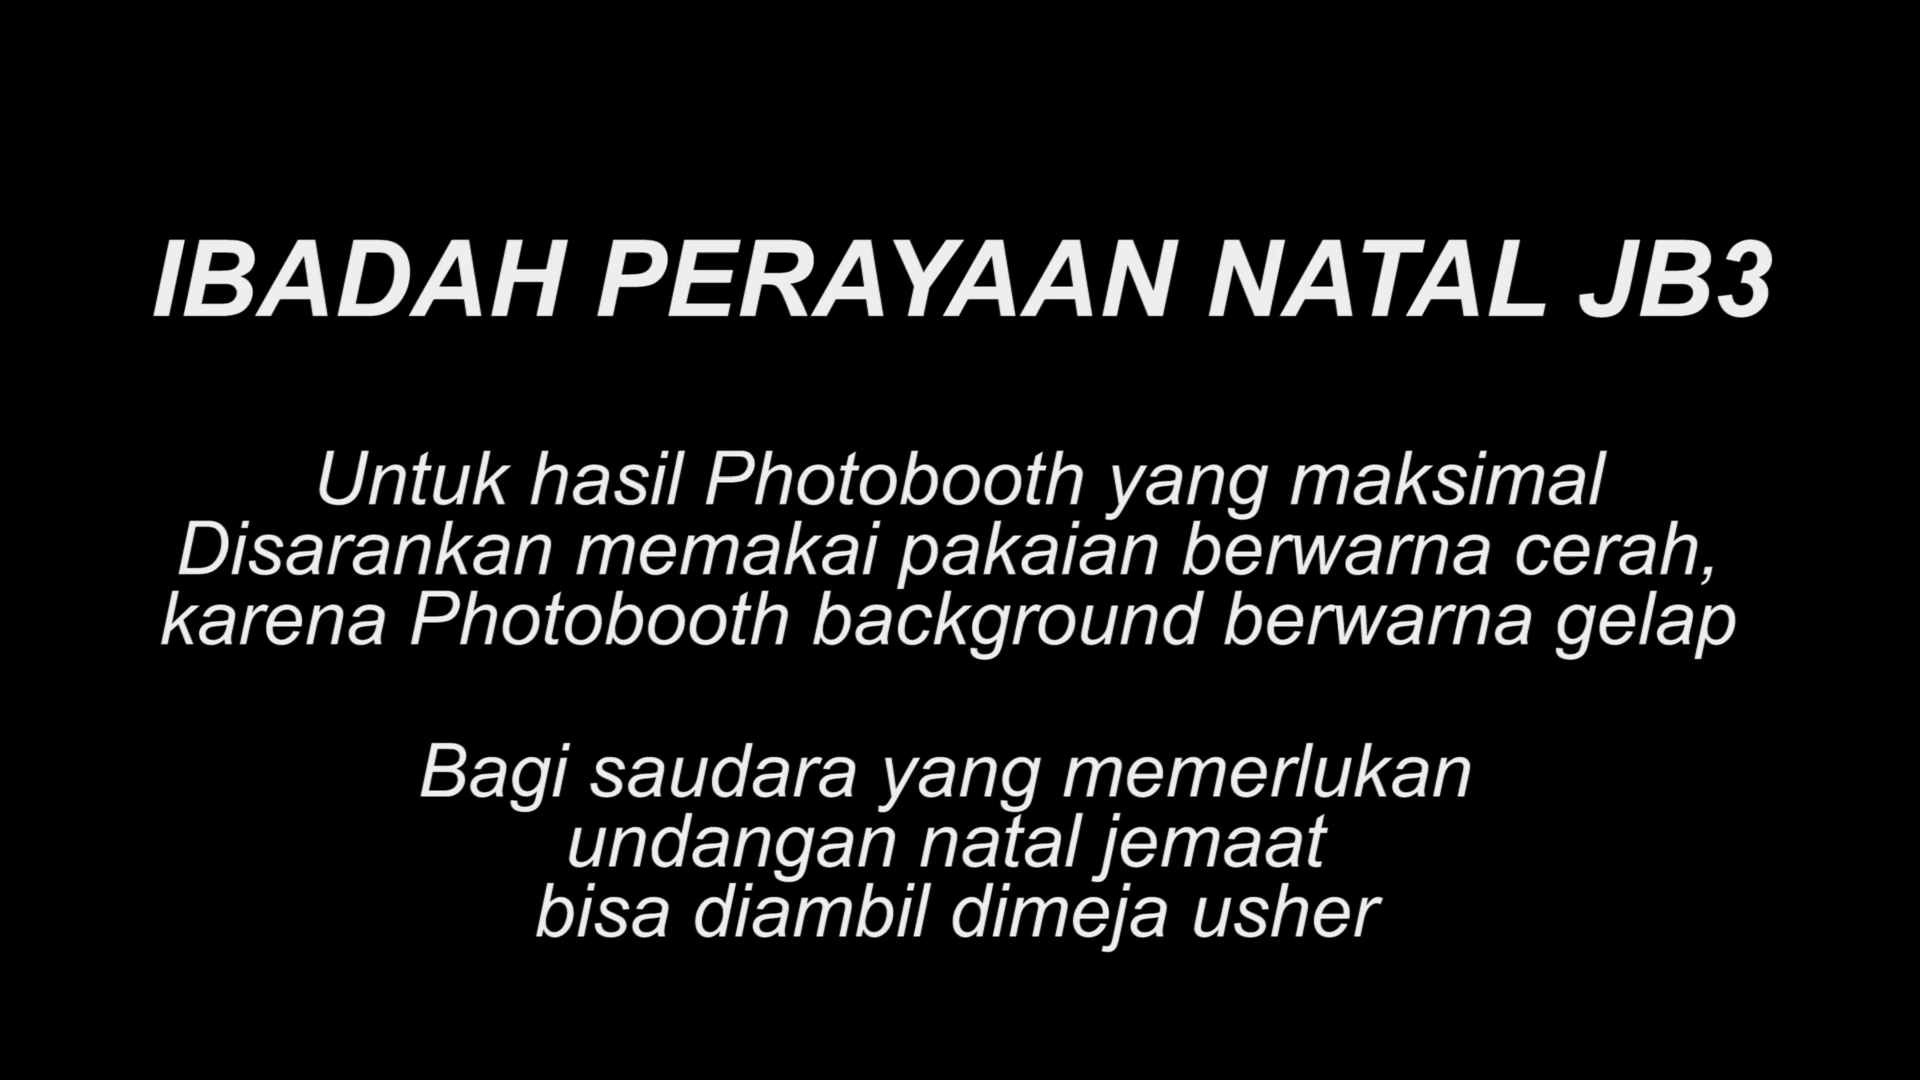 IBADAH PERAYAAN NATAL JB3
Untuk hasil Photobooth yang maksimal
Disarankan memakai pakaian berwarna cerah,
karena Photobooth background berwarna gelap
Bagi saudara yang memerlukan
undangan natal jemaat
bisa diambil dimeja usher